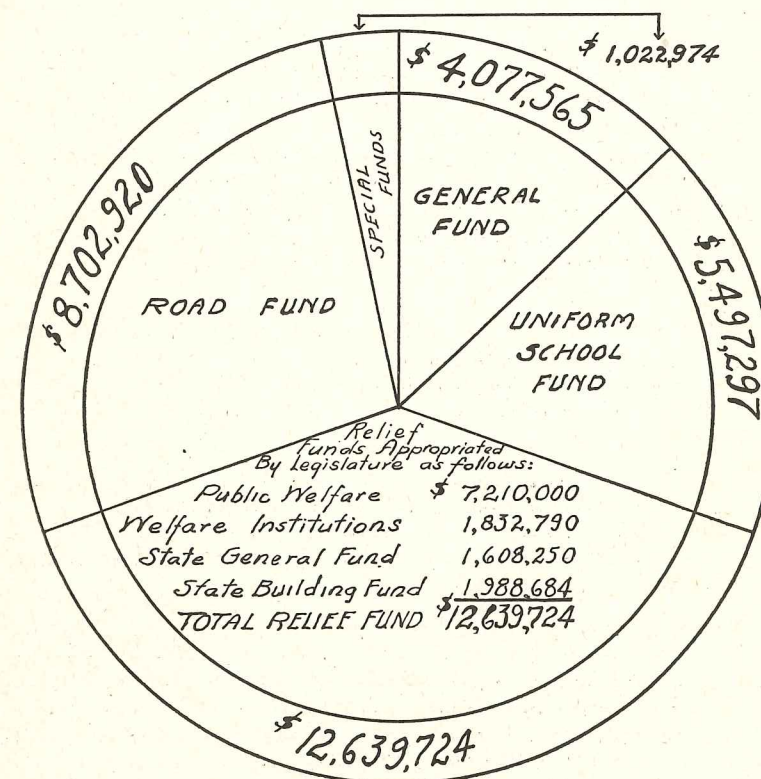 $ 1,022,974
$ 4,077,565
$ 8,702,920
SPECIAL
FUNDS
GENERAL
FUND
$ 5,497,297
ROAD FUND
UNIFORM
SCHOOL
FUND
Relief
Funds Appropriated
By Legislature as follows:
Public Welfare $ 7,210,000
Welfare Institutions 1,832,790
State General Fund 1,608,250
State Building Fund 1,988,684
TOTAL RELIEF FUND $12,639,724
$ 12,639,724